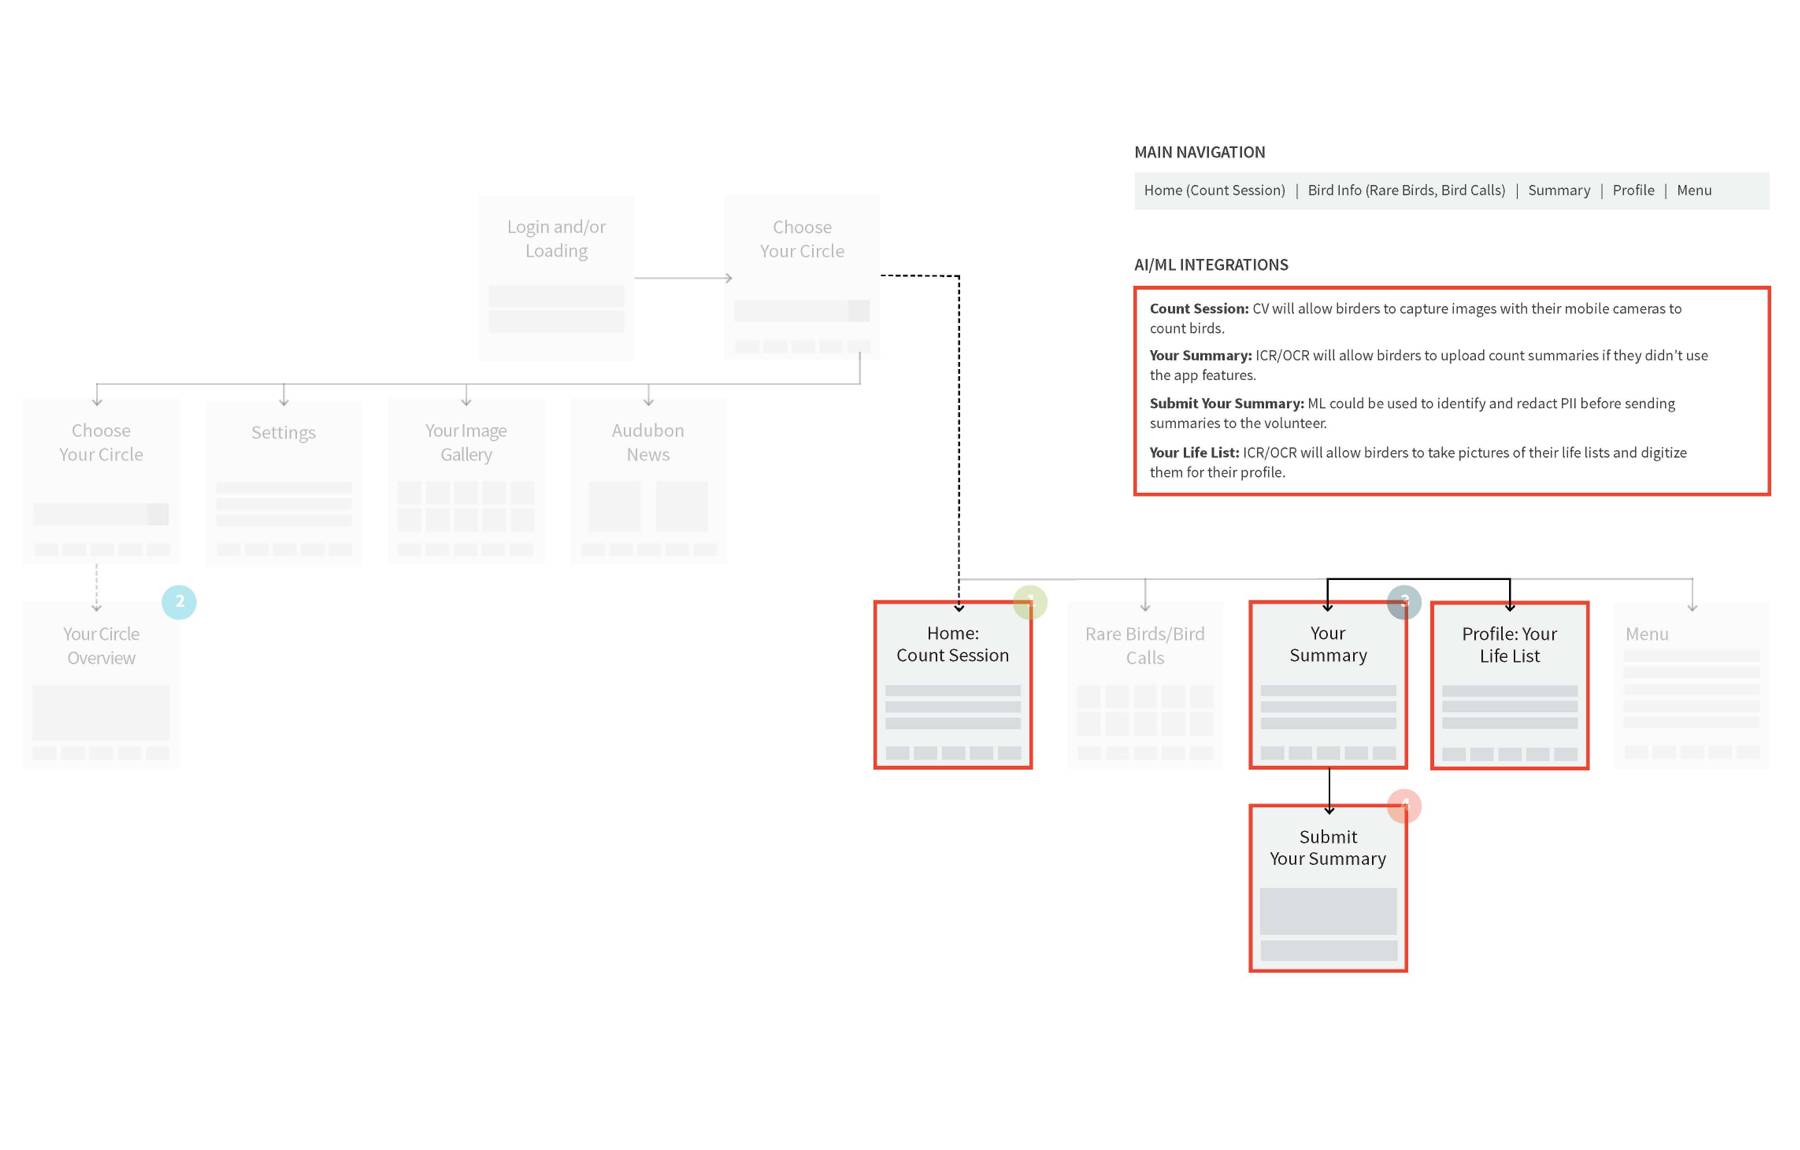 MAIN NAVIGATION
Home (Count Session) | Bird Info (Rare Birds, Bird Calls) | Summary | Profile | Menu
AI/ML INTEGRATIONS
Count Session: CV will allow birders to capture images with their mobile cameras to
count birds.
Your Summary: ICR/OCR will allow birders to upload count summaries if they didn’t use
the app features.
Submit Your Summary: ML could be used to identify and redact PII before sending
summaries to the volunteer.
Your Life List: ICR/OCR will allow birders to take pictures of their life lists and digitize
them for their profile.
Login and/or
Loading
Choose
Your Circle
Choose
Your Circle
Settings
Your Image
Gallery
Audubon
News
2
Your Circle
Overview
1
Home:
Count Session
Rare Birds/Bird
Calls
3
Your
Summary
Profile: Your
Life List
Menu
4
Submit
Your Summary